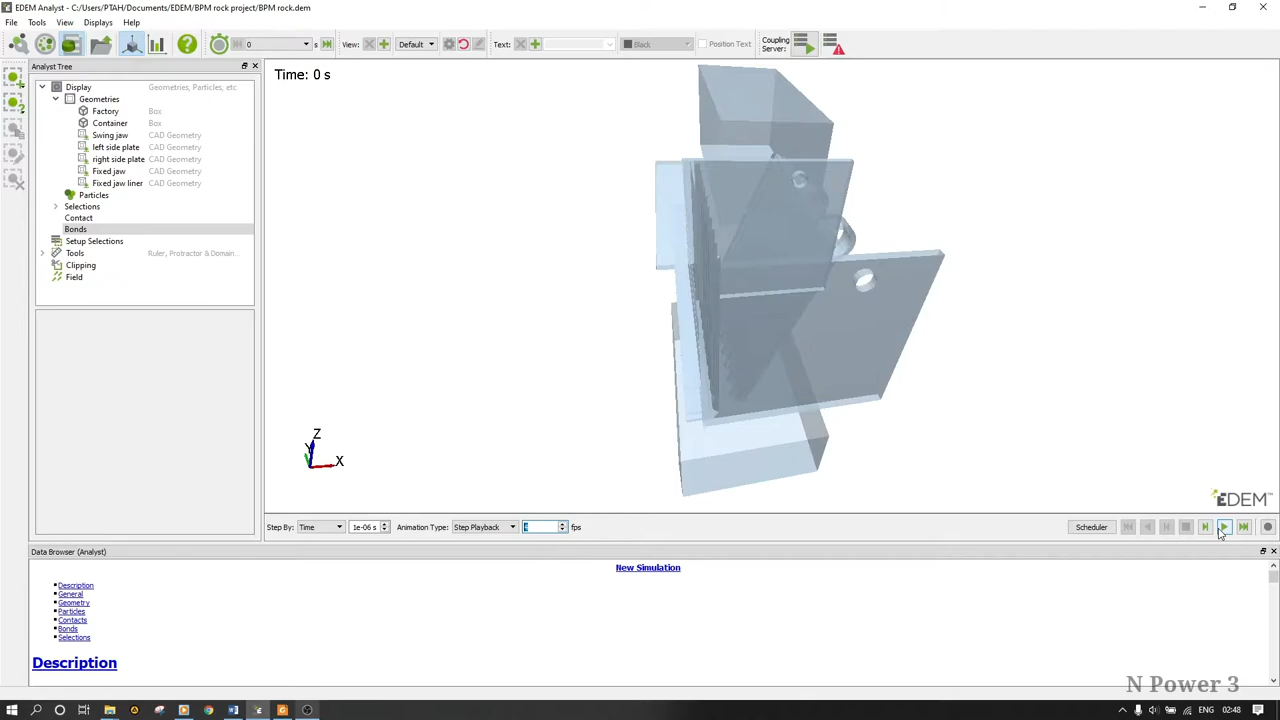 EDEM Analyst - C:/Users/PTAH/Documents/EDEM/BPM rock project/BPM rock.dem
File Tools View Displays Help
0 s View: Default Text: Black Position Text Coupling Server:
Analyst Tree
Display Geometries, Particles, etc
Geometries
Factory Box
Container Box
Swing jaw CAD Geometry
left side plate CAD Geometry
right side plate CAD Geometry
Fixed jaw CAD Geometry
Fixed jaw liner CAD Geometry
Particles
Selections
Contact
Bonds
Setup Selections
Tools Ruler, Protractor & Domain...
Clipping
Field
Time: 0 s
Z
Y
X
EDEM™
Step By: Time 1e-06 s Animation Type: Step Playback fps Scheduler
Data Browser (Analyst)
New Simulation
Description
General
Geometry
Particles
Contacts
Bonds
Selections
Description
N Power 3
ENG 02:48